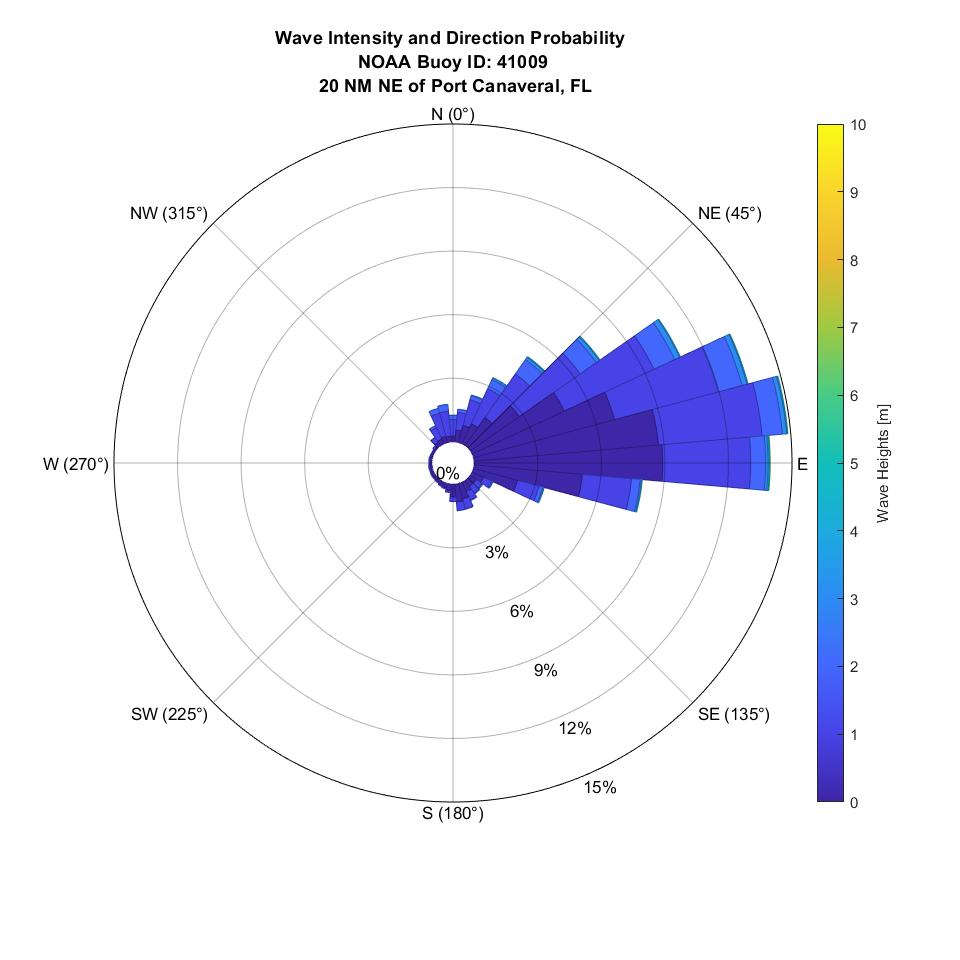 Wave Intensity and Direction Probability
NOAA Buoy ID: 41009
20 NM NE of Port Canaveral, FL
N (0°)
NW (315°)
NE (45°)
W (270°)
E
0%
3%
6%
9%
12%
15%
SW (225°)
SE (135°)
S (180°)
10
9
8
7
6
5
4
3
2
1
0
Wave Heights [m]